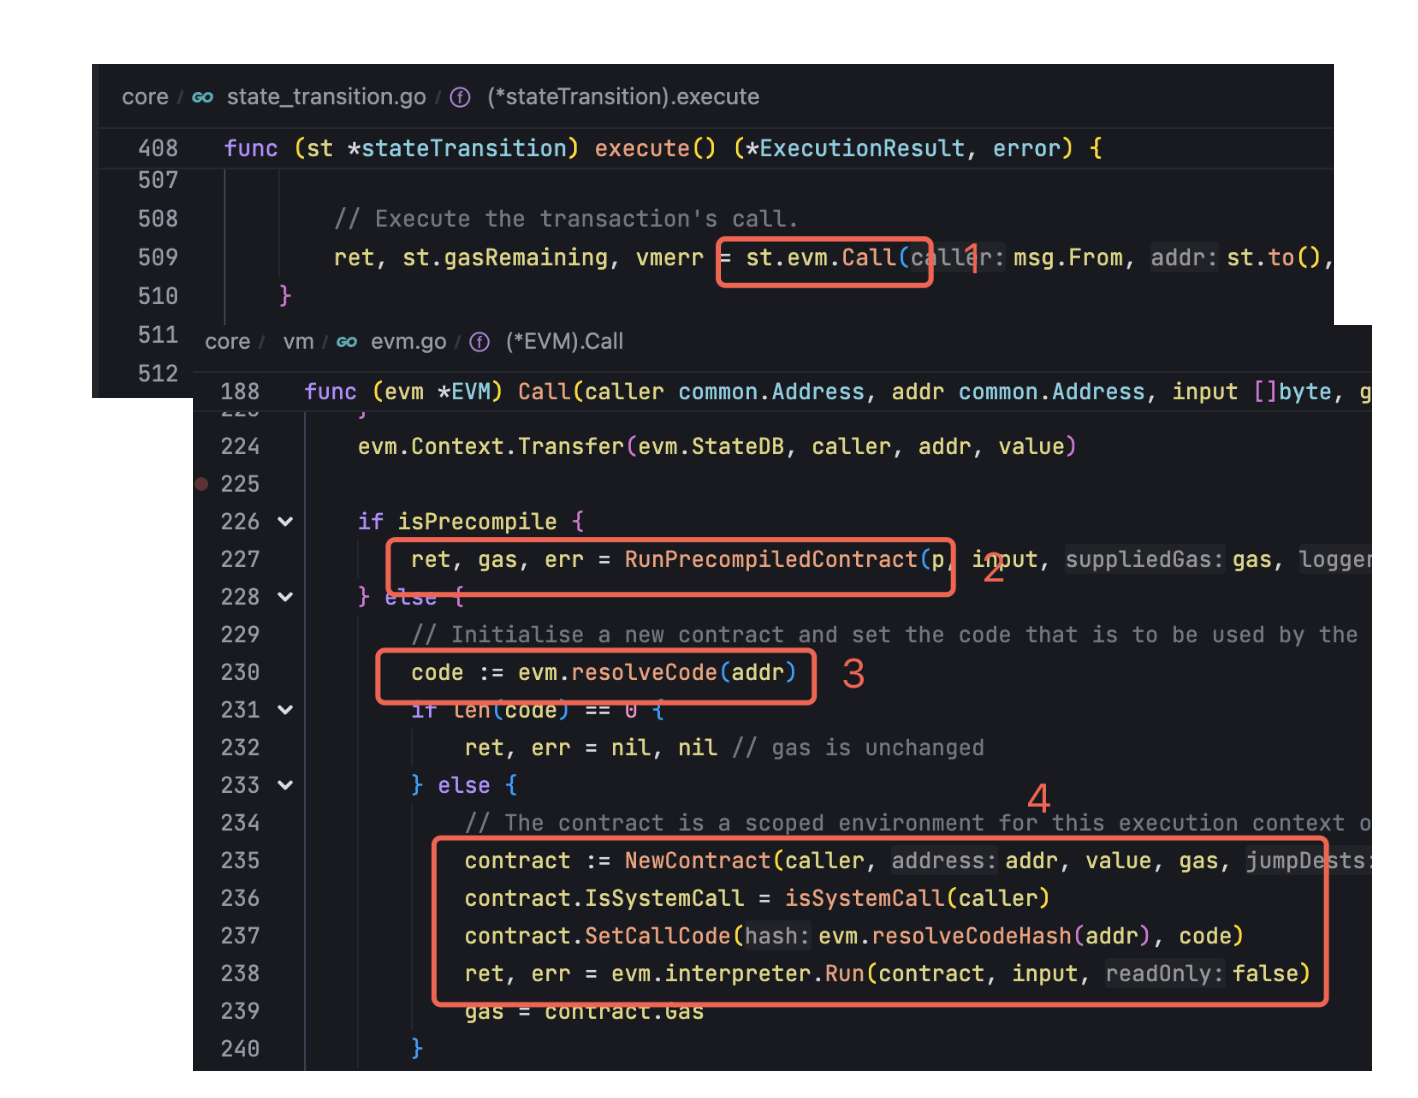 core / GO state_transition.go / f (*stateTransition).execute
408 func (st *stateTransition) execute() (*ExecutionResult, error) {
507
508 // Execute the transaction's call.
509 ret, st.gasRemaining, vmerr = st.evm.Call(caller: msg.From, addr: st.to(),
1
510 }
511
512
core / vm / GO evm.go / f (*EVM).Call
188 func (evm *EVM) Call(caller common.Address, addr common.Address, input []byte, g
223 }
224 evm.Context.Transfer(evm.StateDB, caller, addr, value)
225
226 if isPrecompile {
227 ret, gas, err = RunPrecompiledContract(p, input, suppliedGas: gas, logger
2
228 } else {
229 // Initialise a new contract and set the code that is to be used by the
230 code := evm.resolveCode(addr)
3
231 if len(code) == 0 {
232 ret, err = nil, nil // gas is unchanged
233 } else {
4
234 // The contract is a scoped environment for this execution context o
235 contract := NewContract(caller, address: addr, value, gas, jumpDests:
236 contract.IsSystemCall = isSystemCall(caller)
237 contract.SetCallCode(hash: evm.resolveCodeHash(addr), code)
238 ret, err = evm.interpreter.Run(contract, input, readOnly: false)
239 gas = contract.Gas
240 }